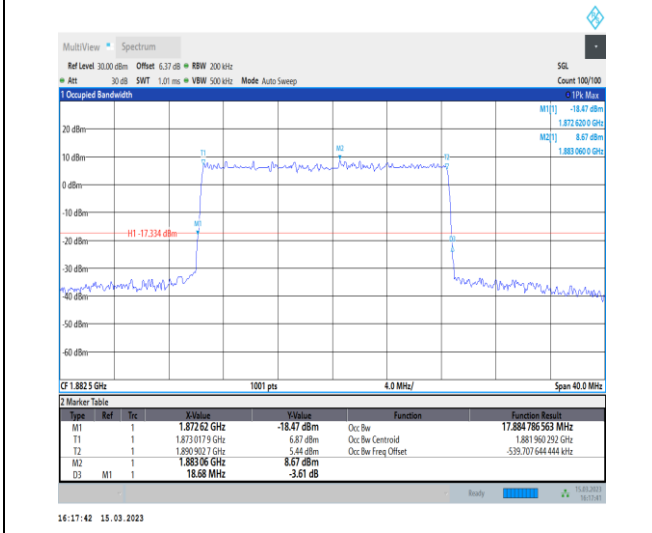 MultiView Spectrum
Ref Level 30.00 dBm Offset 6.37 dB RBW 200 kHz SGL
Att 30 dB SWT 1.01 ms VBW 500 kHz Mode Auto Sweep Count 100/100
1 Occupied Bandwidth 1Pk Max
M1[1] -18.47 dBm
1.872 620 0 GHz
M2[1] 8.67 dBm
1.883 060 0 GHz
20 dBm
T1 M2 T2
10 dBm
0 dBm
-10 dBm
M1
H1 -17.334 dBm
D3
-20 dBm
-30 dBm
-40 dBm
-50 dBm
-60 dBm
CF 1.882 5 GHz 1001 pts 4.0 MHz/ Span 40.0 MHz
2 Marker Table
Type Ref Trc X-Value Y-Value Function Function Result
M1 1 1.872 62 GHz -18.47 dBm Occ Bw 17.884 786 563 MHz
T1 1 1.873 017 9 GHz 6.87 dBm Occ Bw Centroid 1.881 960 292 GHz
T2 1 1.890 902 7 GHz 5.44 dBm Occ Bw Freq Offset -539.707 644 444 kHz
M2 1 1.883 06 GHz 8.67 dBm
D3 M1 1 18.68 MHz -3.61 dB
Ready 15.03.2023
16:17:41
16:17:42 15.03.2023